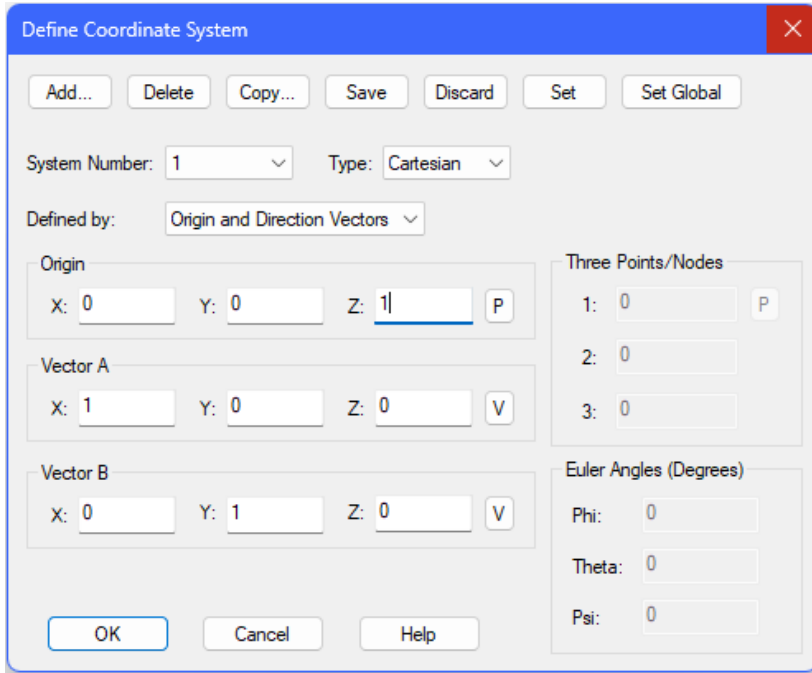 Define Coordinate System
Add... Delete Copy... Save Discard Set Set Global
System Number: 1 Type: Cartesian
Defined by: Origin and Direction Vectors
Origin
X: 0 Y: 0 Z: 1 P
Vector A
X: 1 Y: 0 Z: 0 V
Vector B
X: 0 Y: 1 Z: 0 V
Three Points/Nodes
1: 0 P
2: 0
3: 0
Euler Angles (Degrees)
Phi: 0
Theta: 0
Psi: 0
OK Cancel Help